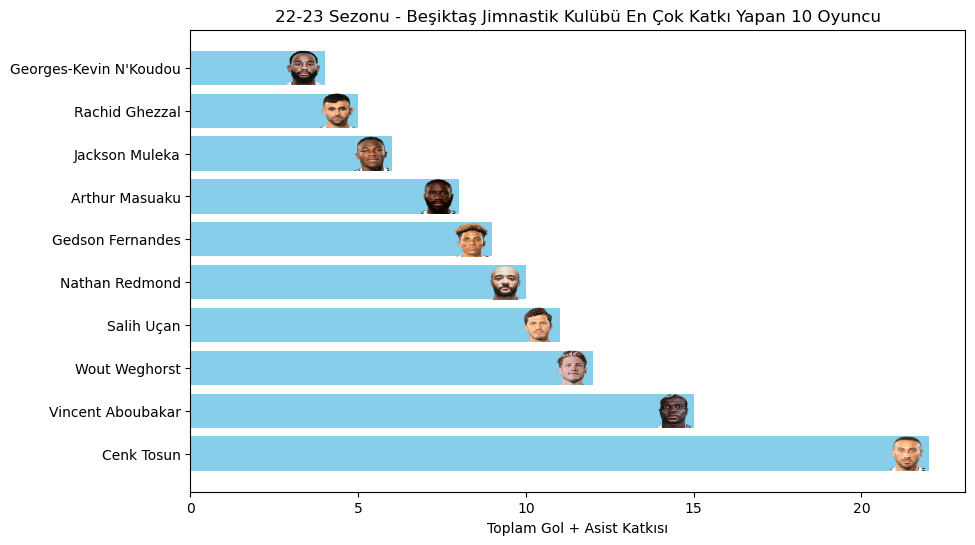 22-23 Sezonu - Beşiktaş Jimnastik Kulübü En Çok Katkı Yapan 10 Oyuncu
Georges-Kevin N'Koudou
Rachid Ghezzal
Jackson Muleka
Arthur Masuaku
Gedson Fernandes
Nathan Redmond
Salih Uçan
Wout Weghorst
Vincent Aboubakar
Cenk Tosun
0 5 10 15 20
Toplam Gol + Asist Katkısı